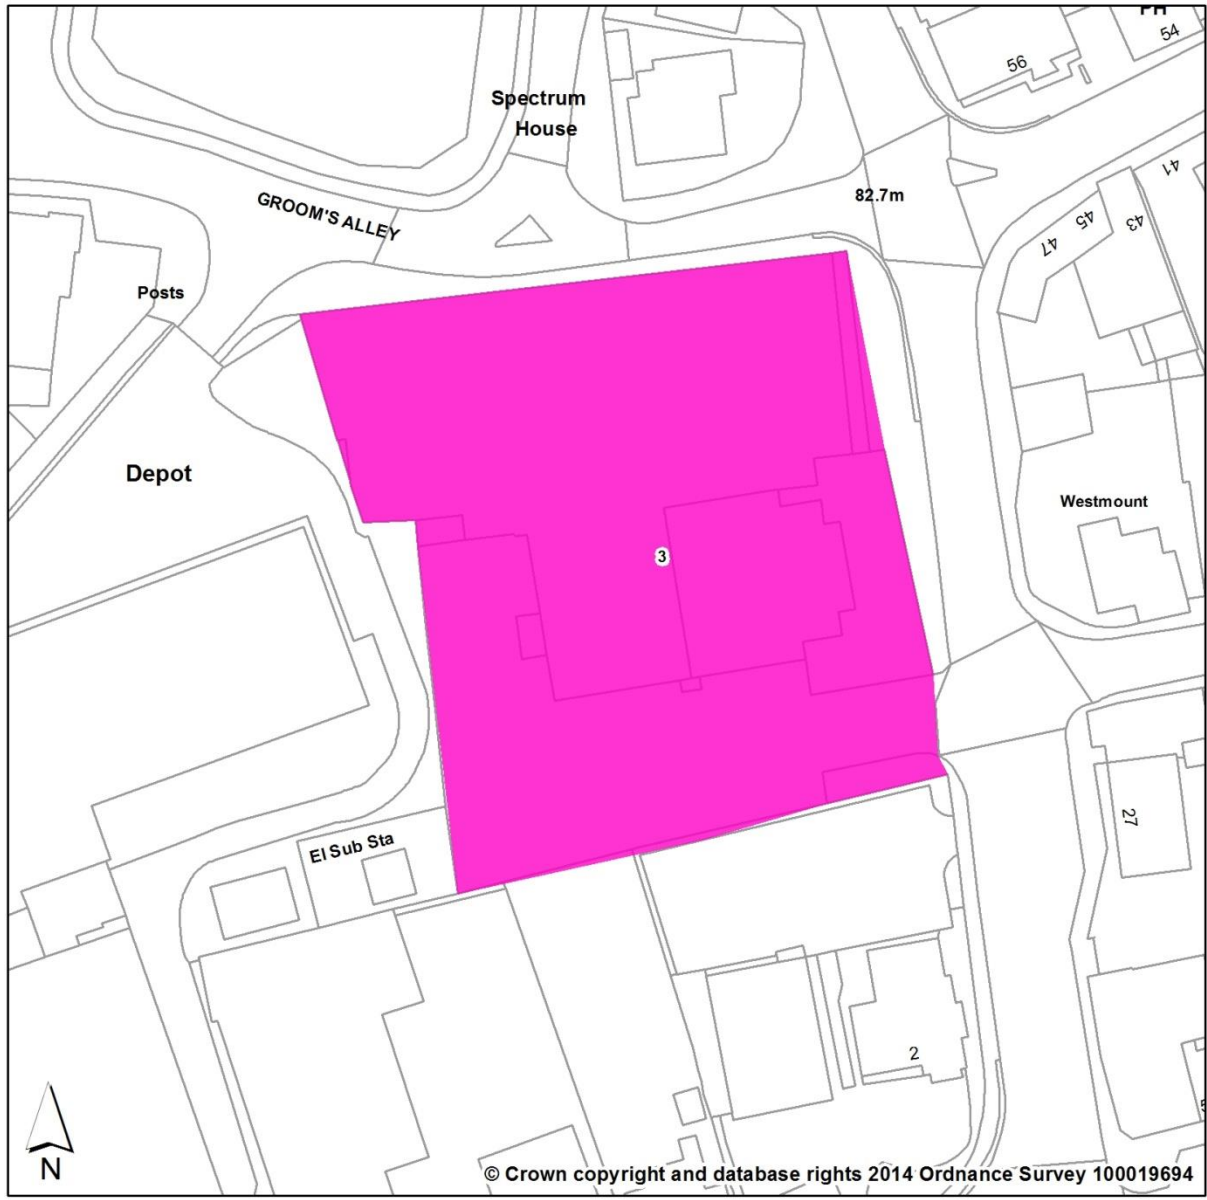 PH
54
56
Spectrum
House
41
82.7m
GROOM'S ALLEY
45
43
47
Posts
Depot
Westmount
3
27
El Sub Sta
2
N
© Crown copyright and database rights 2014 Ordnance Survey 100019694